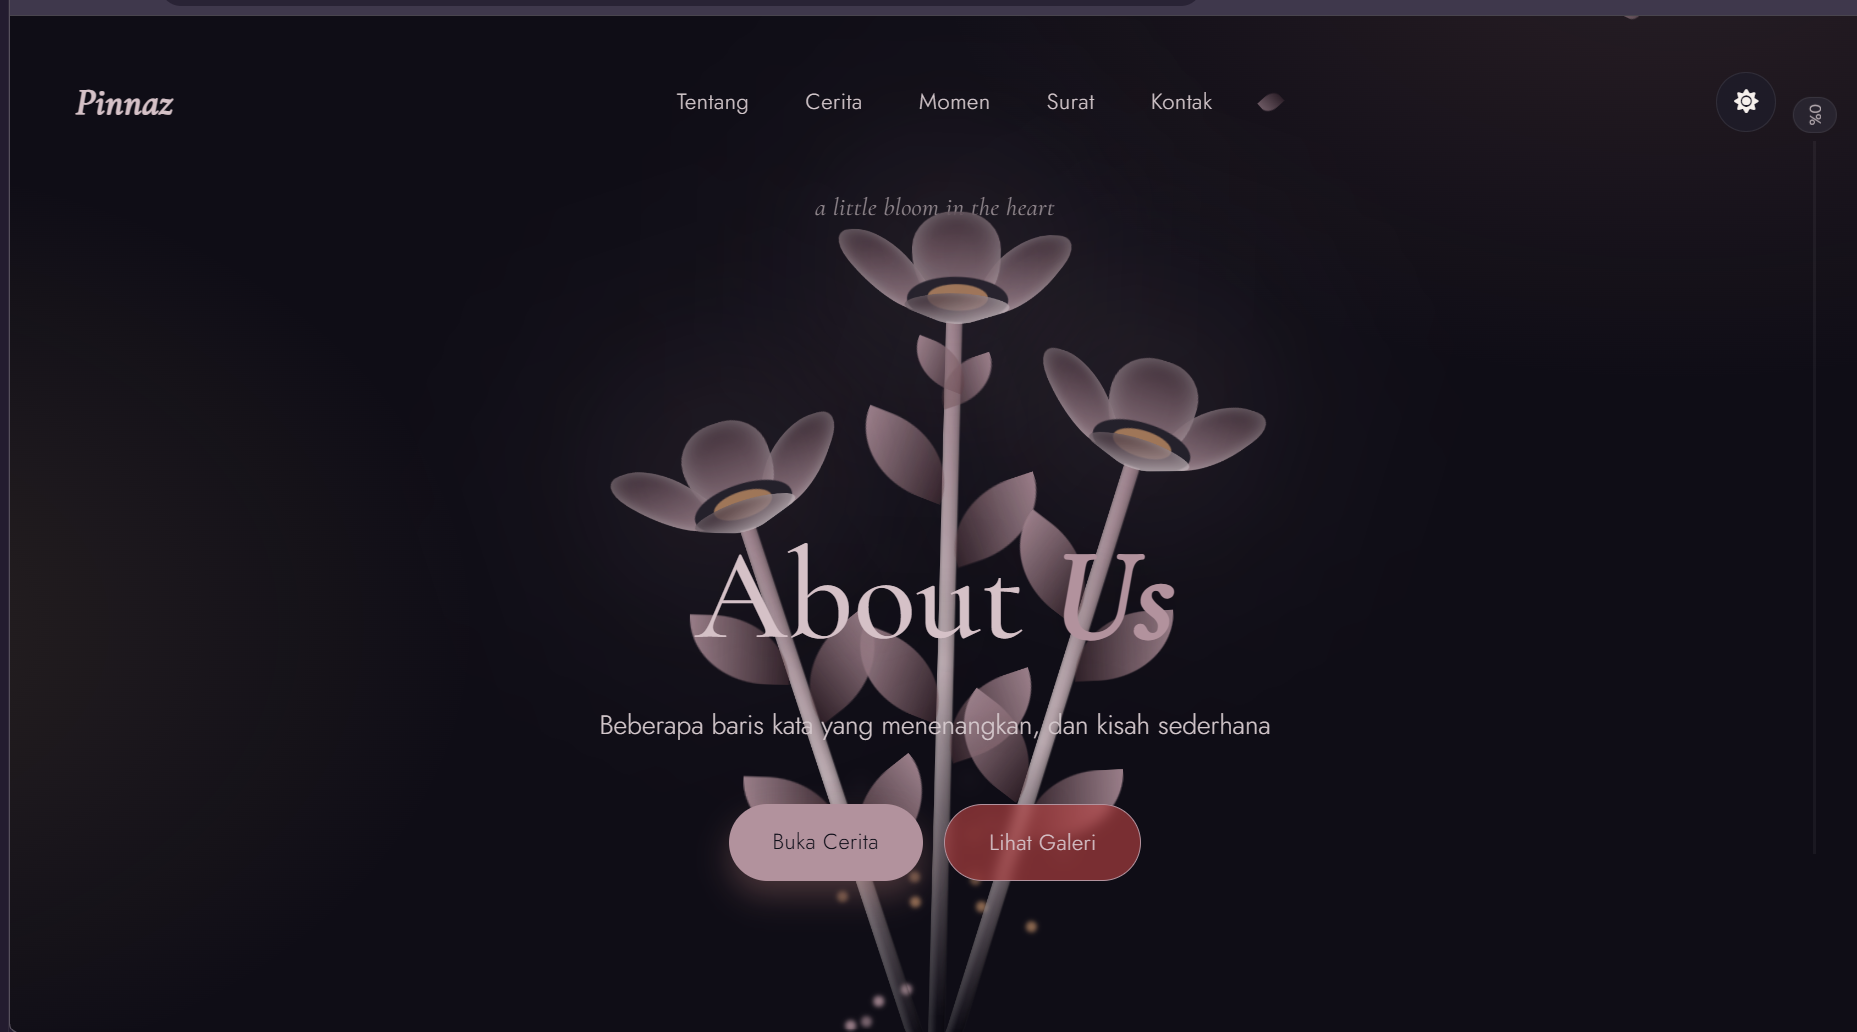 Pinnaz
Tentang Cerita Momen Surat Kontak
0%
a little bloom in the heart
About Us
Beberapa baris kata yang menenangkan, dan kisah sederhana
Buka Cerita
Lihat Galeri